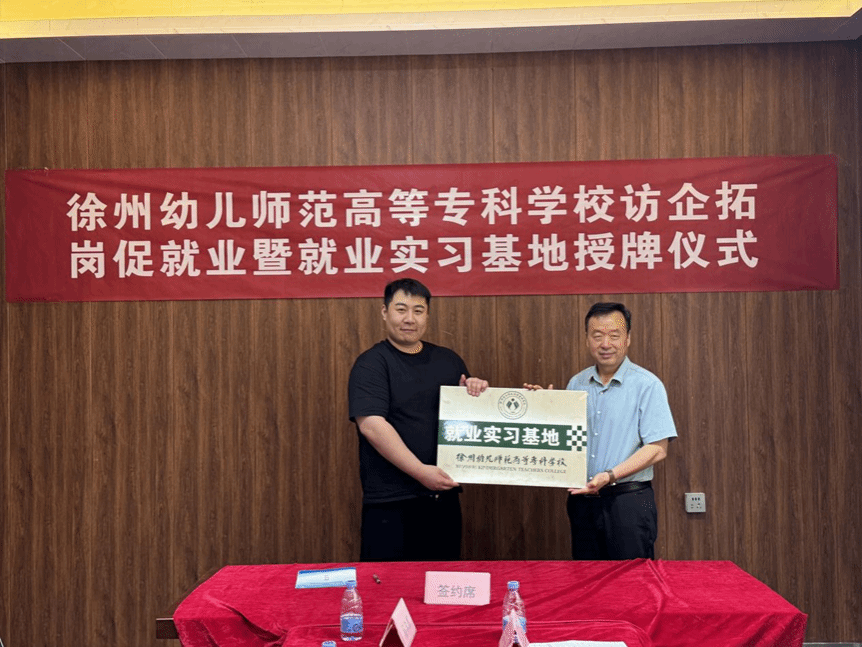 徐州幼儿师范高等专科学校访企拓
岗促就业暨就业实习基地授牌仪式
就业实习基地
徐州幼儿师范高等专科学校
XUZHOU KINDERGARTEN TEACHERS COLLEGE
签约席